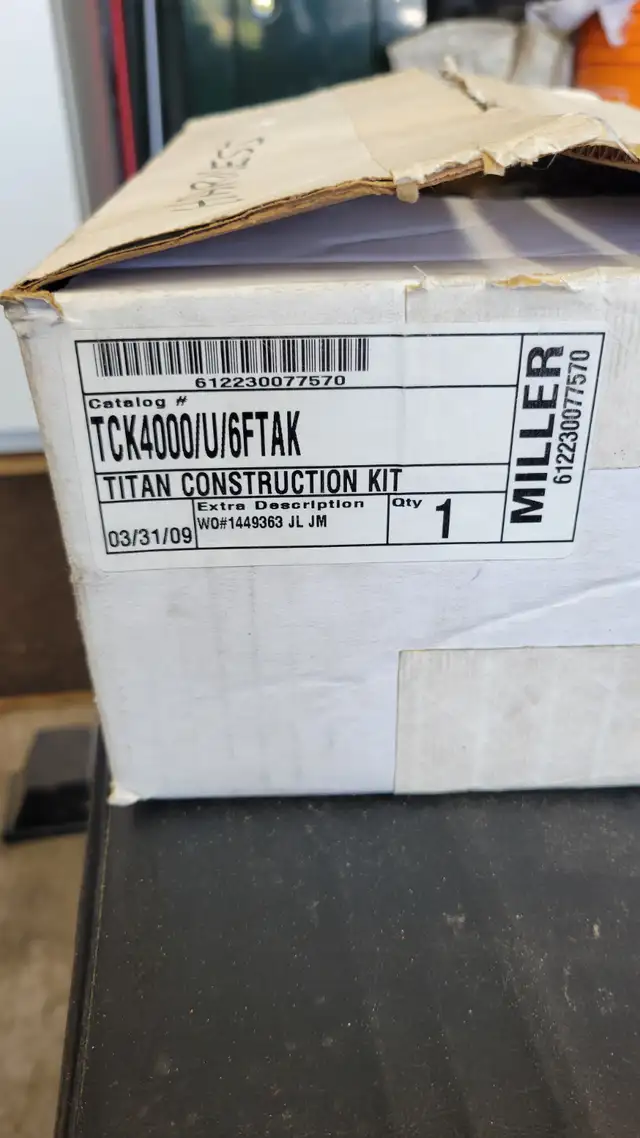 HARNESS
612230077570
Catalog #
TCK4000/U/6FTAK
TITAN CONSTRUCTION KIT
03/31/09
Extra Description
WO#1449363 JL JM
Qty
1
MILLER
612230077570